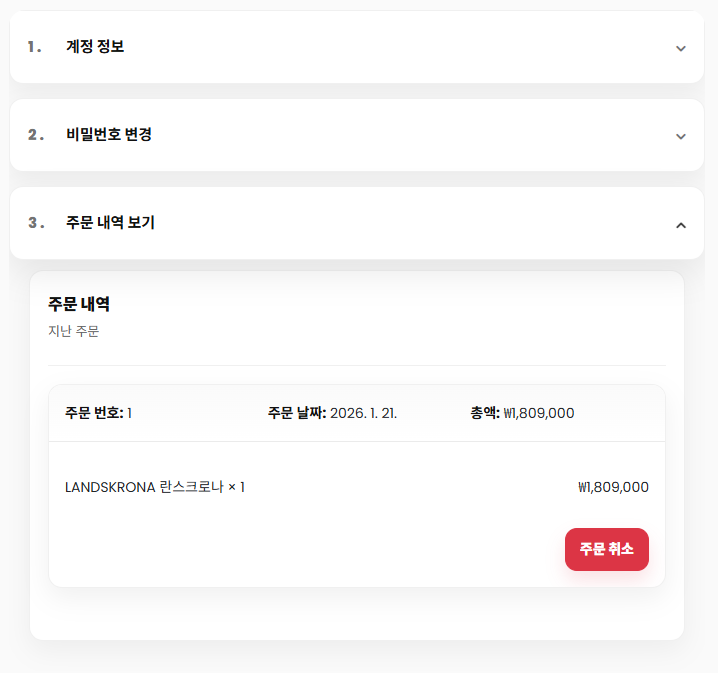 1. 계정 정보
2. 비밀번호 변경
3. 주문 내역 보기
주문 내역
지난 주문
주문 번호: 1 주문 날짜: 2026. 1. 21. 총액: ₩1,809,000
LANDSKRONA 란스크로나 × 1 ₩1,809,000
주문 취소